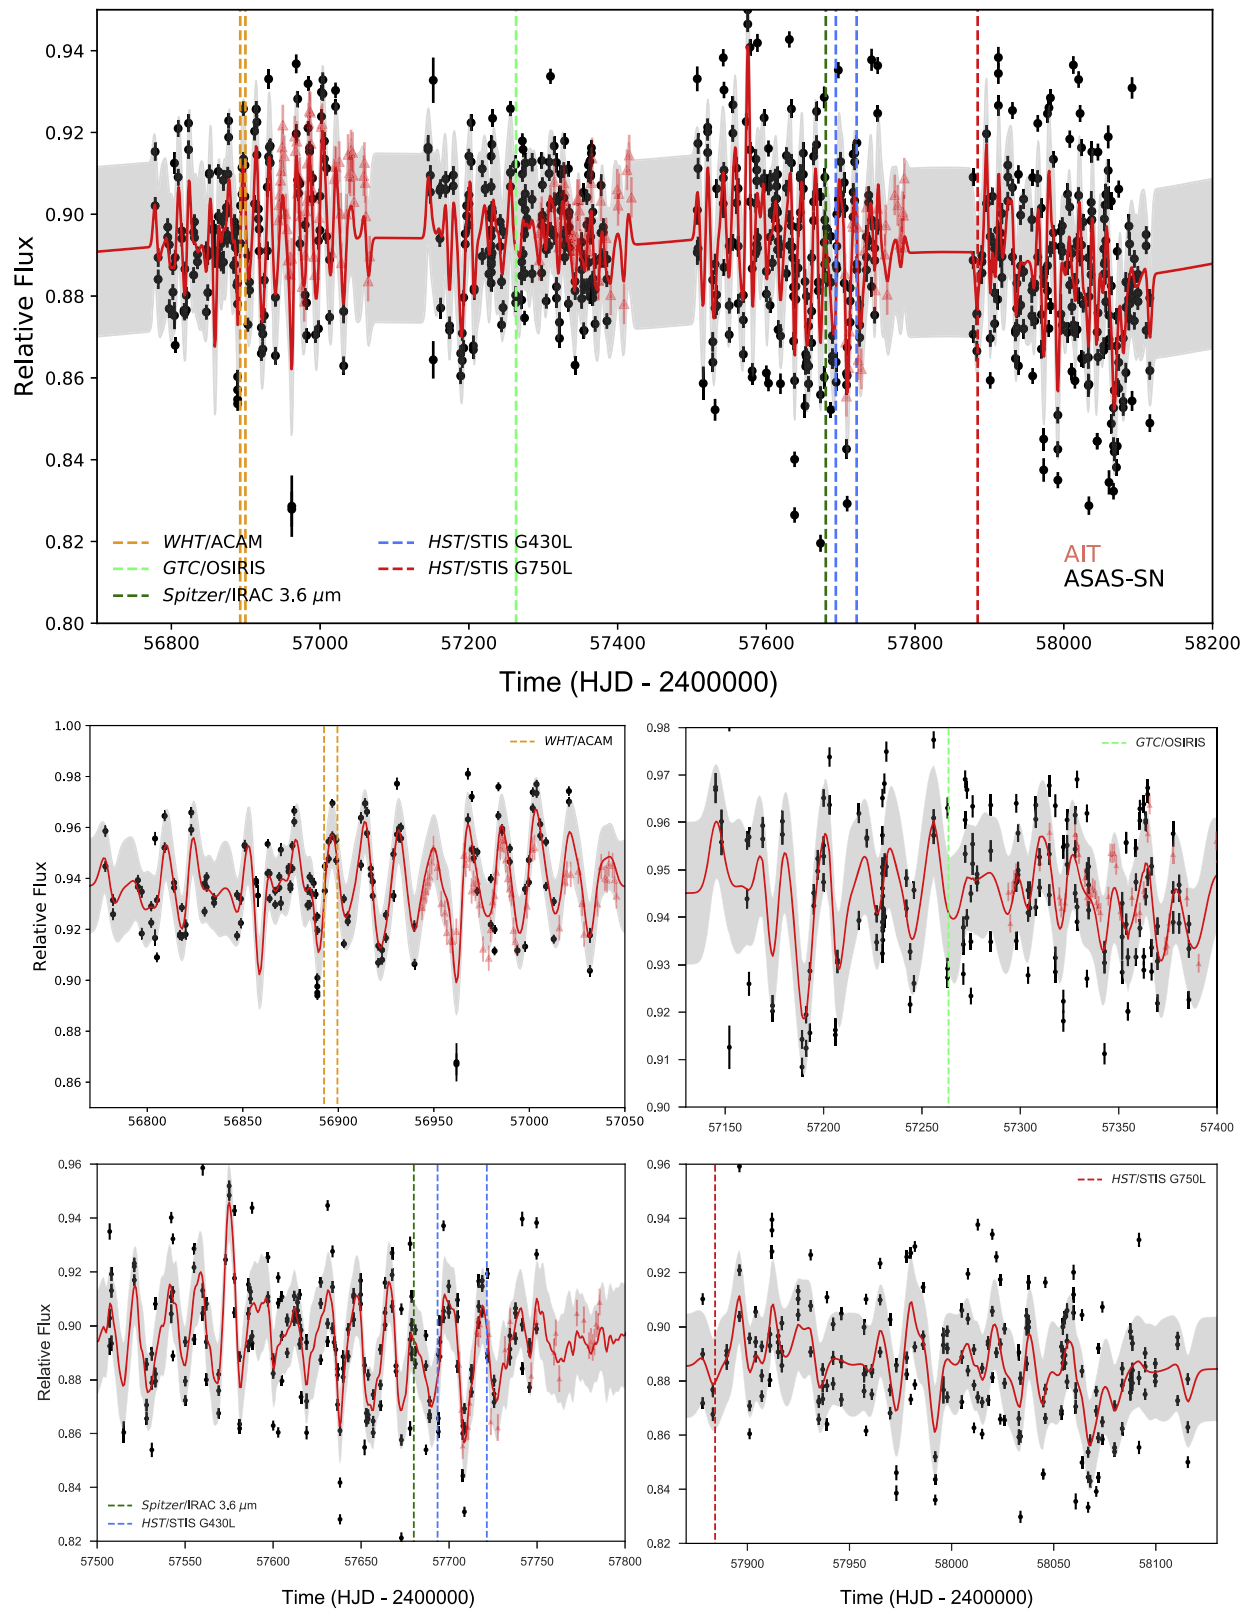 0.94
0.92
0.90
0.88
0.86
0.84
0.82
0.80
Relative Flux
WHT/ACAM
GTC/OSIRIS
Spitzer/IRAC 3.6 μm
HST/STIS G430L
HST/STIS G750L
AIT
ASAS-SN
56800 57000 57200 57400 57600 57800 58000 58200
Time (HJD - 2400000)
1.00
0.98
0.96
0.94
0.92
0.90
0.88
0.86
Relative Flux
WHT/ACAM
56800 56850 56900 56950 57000 57050
0.98
0.97
0.96
0.95
0.94
0.93
0.92
0.91
0.90
GTC/OSIRIS
57150 57200 57250 57300 57350 57400
0.96
0.94
0.92
0.90
0.88
0.86
0.84
0.82
Relative Flux
Spitzer/IRAC 3,6 μm
HST/STIS G430L
57500 57550 57600 57650 57700 57750 57800
Time (HJD - 2400000)
0.96
0.94
0.92
0.90
0.88
0.86
0.84
0.82
HST/STIS G750L
57900 57950 58000 58050 58100
Time (HJD - 2400000)